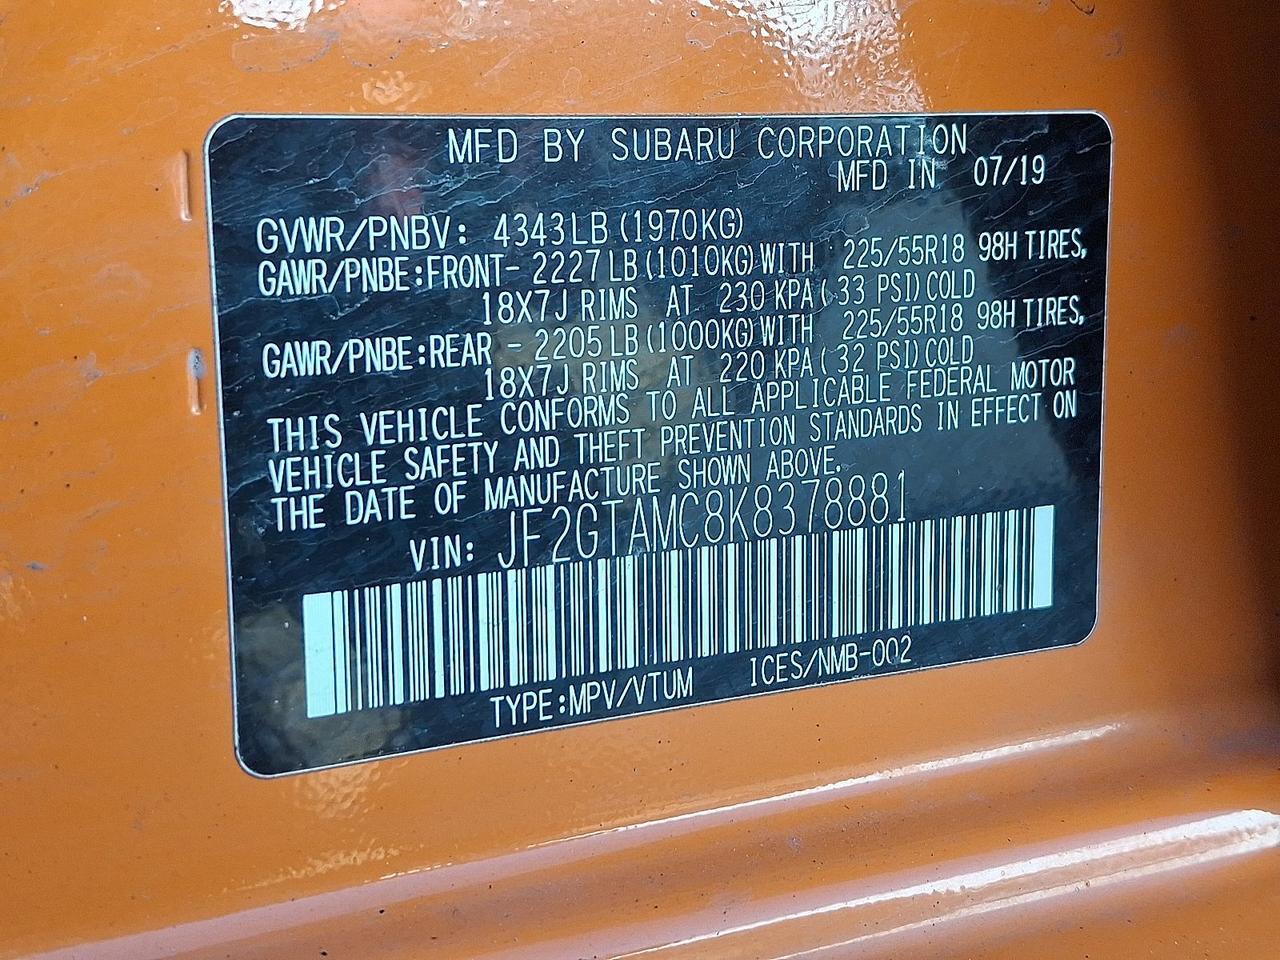 MFD BY SUBARU CORPORATION
MFD IN 07/19
GVWR/PNBV: 4343LB (1970KG)
GAWR/PNBE:FRONT- 2227LB (1010KG) WITH 225/55R18 98H TIRES,
18X7J RIMS AT 230 KPA( 33 PSI) COLD
GAWR/PNBE:REAR - 2205LB (1000KG) WITH 225/55R18 98H TIRES,
18X7J RIMS AT 220 KPA( 32 PSI) COLD
THIS VEHICLE CONFORMS TO ALL APPLICABLE FEDERAL MOTOR
VEHICLE SAFETY AND THEFT PREVENTION STANDARDS IN EFFECT ON
THE DATE OF MANUFACTURE SHOWN ABOVE.
VIN: JF2GTAMC8K8378881
TYPE:MPV/VTUM ICES/NMB-002